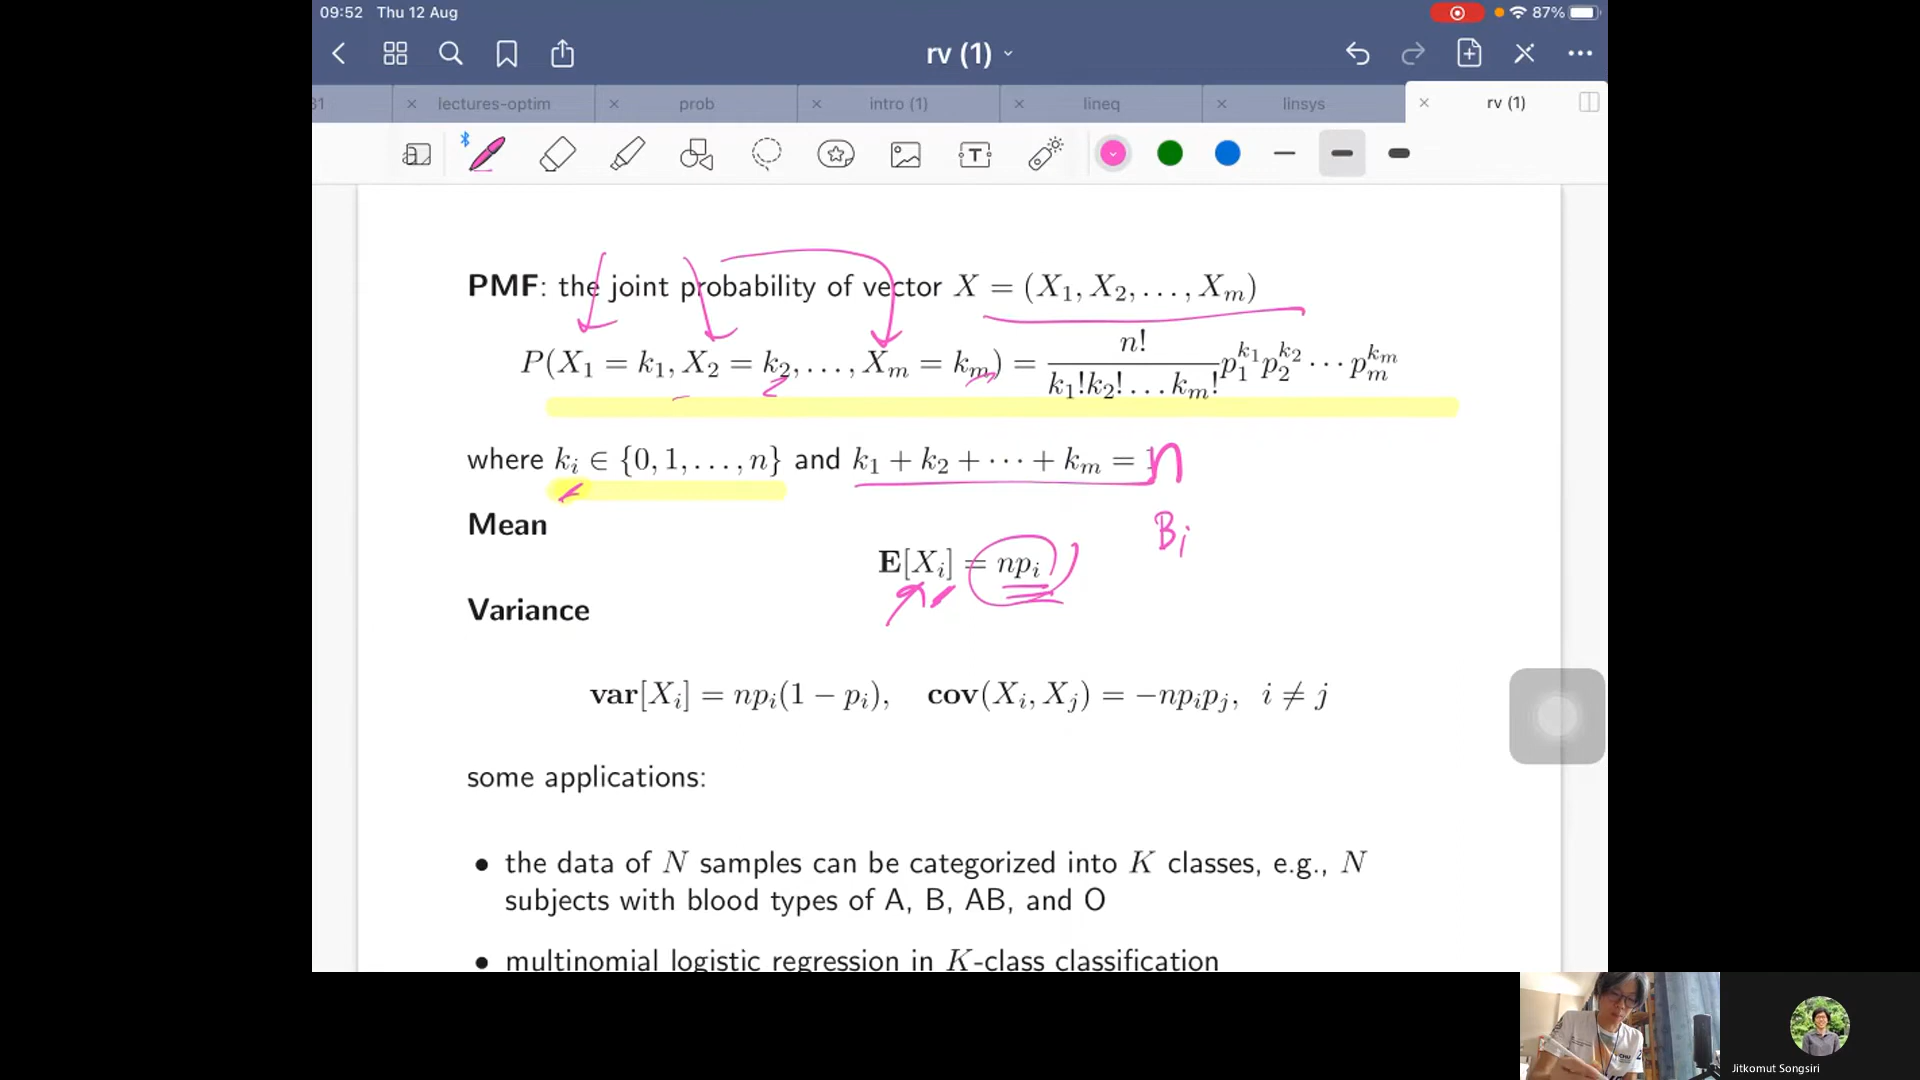 09:52 Thu 12 Aug 87%
rv (1)
31 lectures-optim prob intro (1) lineq linsys rv (1)
PMF: the joint probability of vector X = (X₁, X₂, . . . , Xₘ)
P(X₁ = k₁, X₂ = k₂, . . . , Xₘ = kₘ) = n! / (k₁!k₂! . . . kₘ!) p₁^k₁ p₂^k₂ · · · pₘ^kₘ
where kᵢ ∈ {0, 1, . . . , n} and k₁ + k₂ + · · · + kₘ = n
Mean
Bi
E[Xᵢ] = npᵢ
Variance
var[Xᵢ] = npᵢ(1 − pᵢ), cov(Xᵢ, Xⱼ) = −npᵢpⱼ, i ≠ j
some applications:
• the data of N samples can be categorized into K classes, e.g., N
subjects with blood types of A, B, AB, and O
• multinomial logistic regression in K-class classification
Jitkomut Songsiri